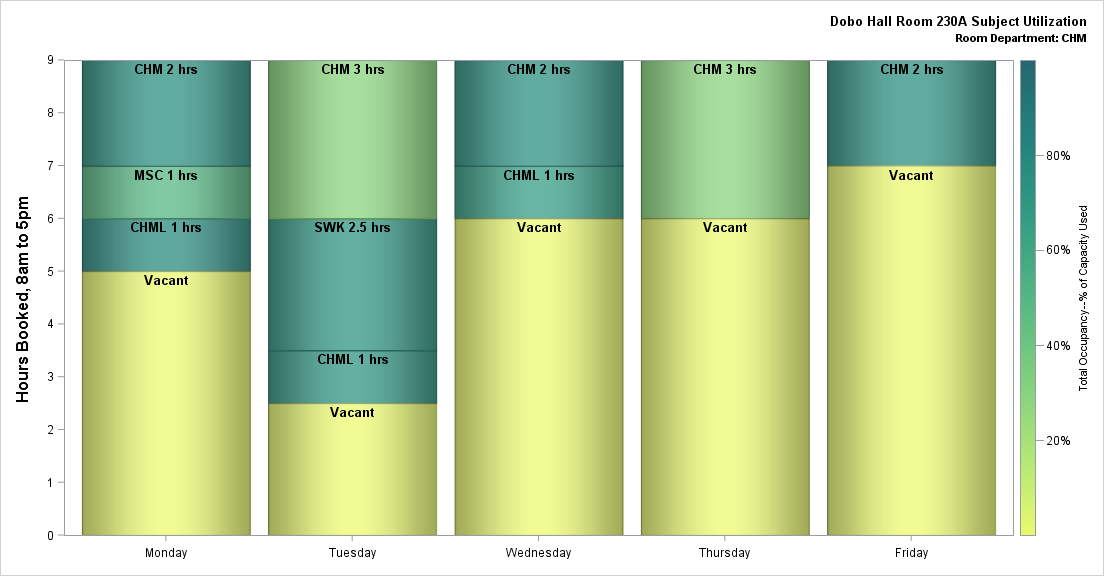 Dobo Hall Room 230A Subject Utilization
Room Department: CHM
Hours Booked, 8am to 5pm
9
8
7
6
5
4
3
2
1
0
CHM 2 hrs
MSC 1 hrs
CHML 1 hrs
Vacant
CHM 3 hrs
SWK 2.5 hrs
CHML 1 hrs
Vacant
CHM 2 hrs
CHML 1 hrs
Vacant
CHM 3 hrs
Vacant
CHM 2 hrs
Vacant
Monday
Tuesday
Wednesday
Thursday
Friday
80%
60%
40%
20%
Total Occupancy--% of Capacity Used